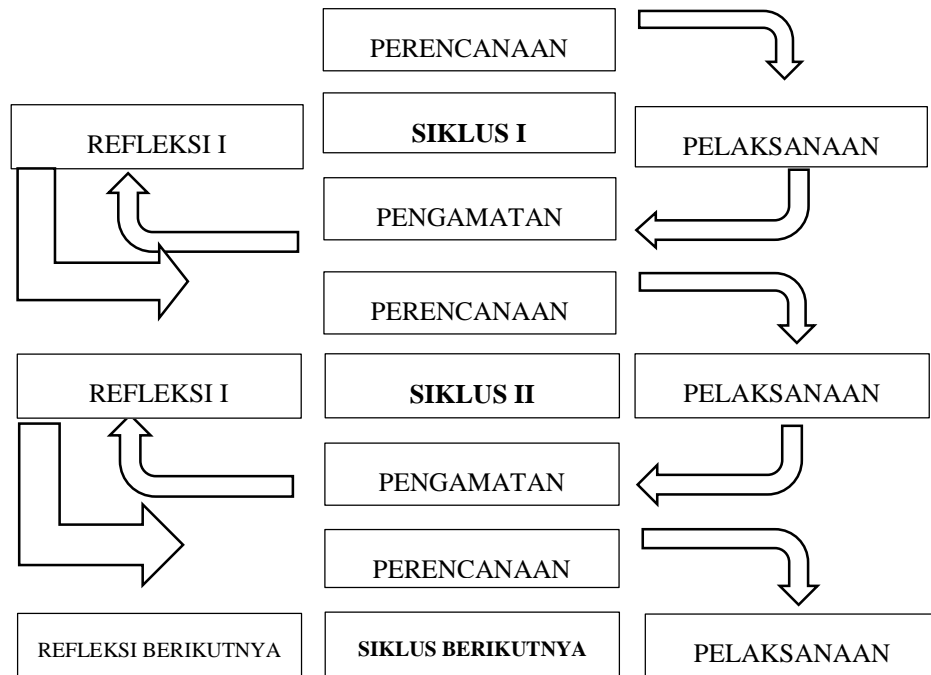 PERENCANAAN
REFLEKSI I
SIKLUS I
PELAKSANAAN
PENGAMATAN
PERENCANAAN
REFLEKSI I
SIKLUS II
PELAKSANAAN
PENGAMATAN
PERENCANAAN
REFLEKSI BERIKUTNYA
SIKLUS BERIKUTNYA
PELAKSANAAN